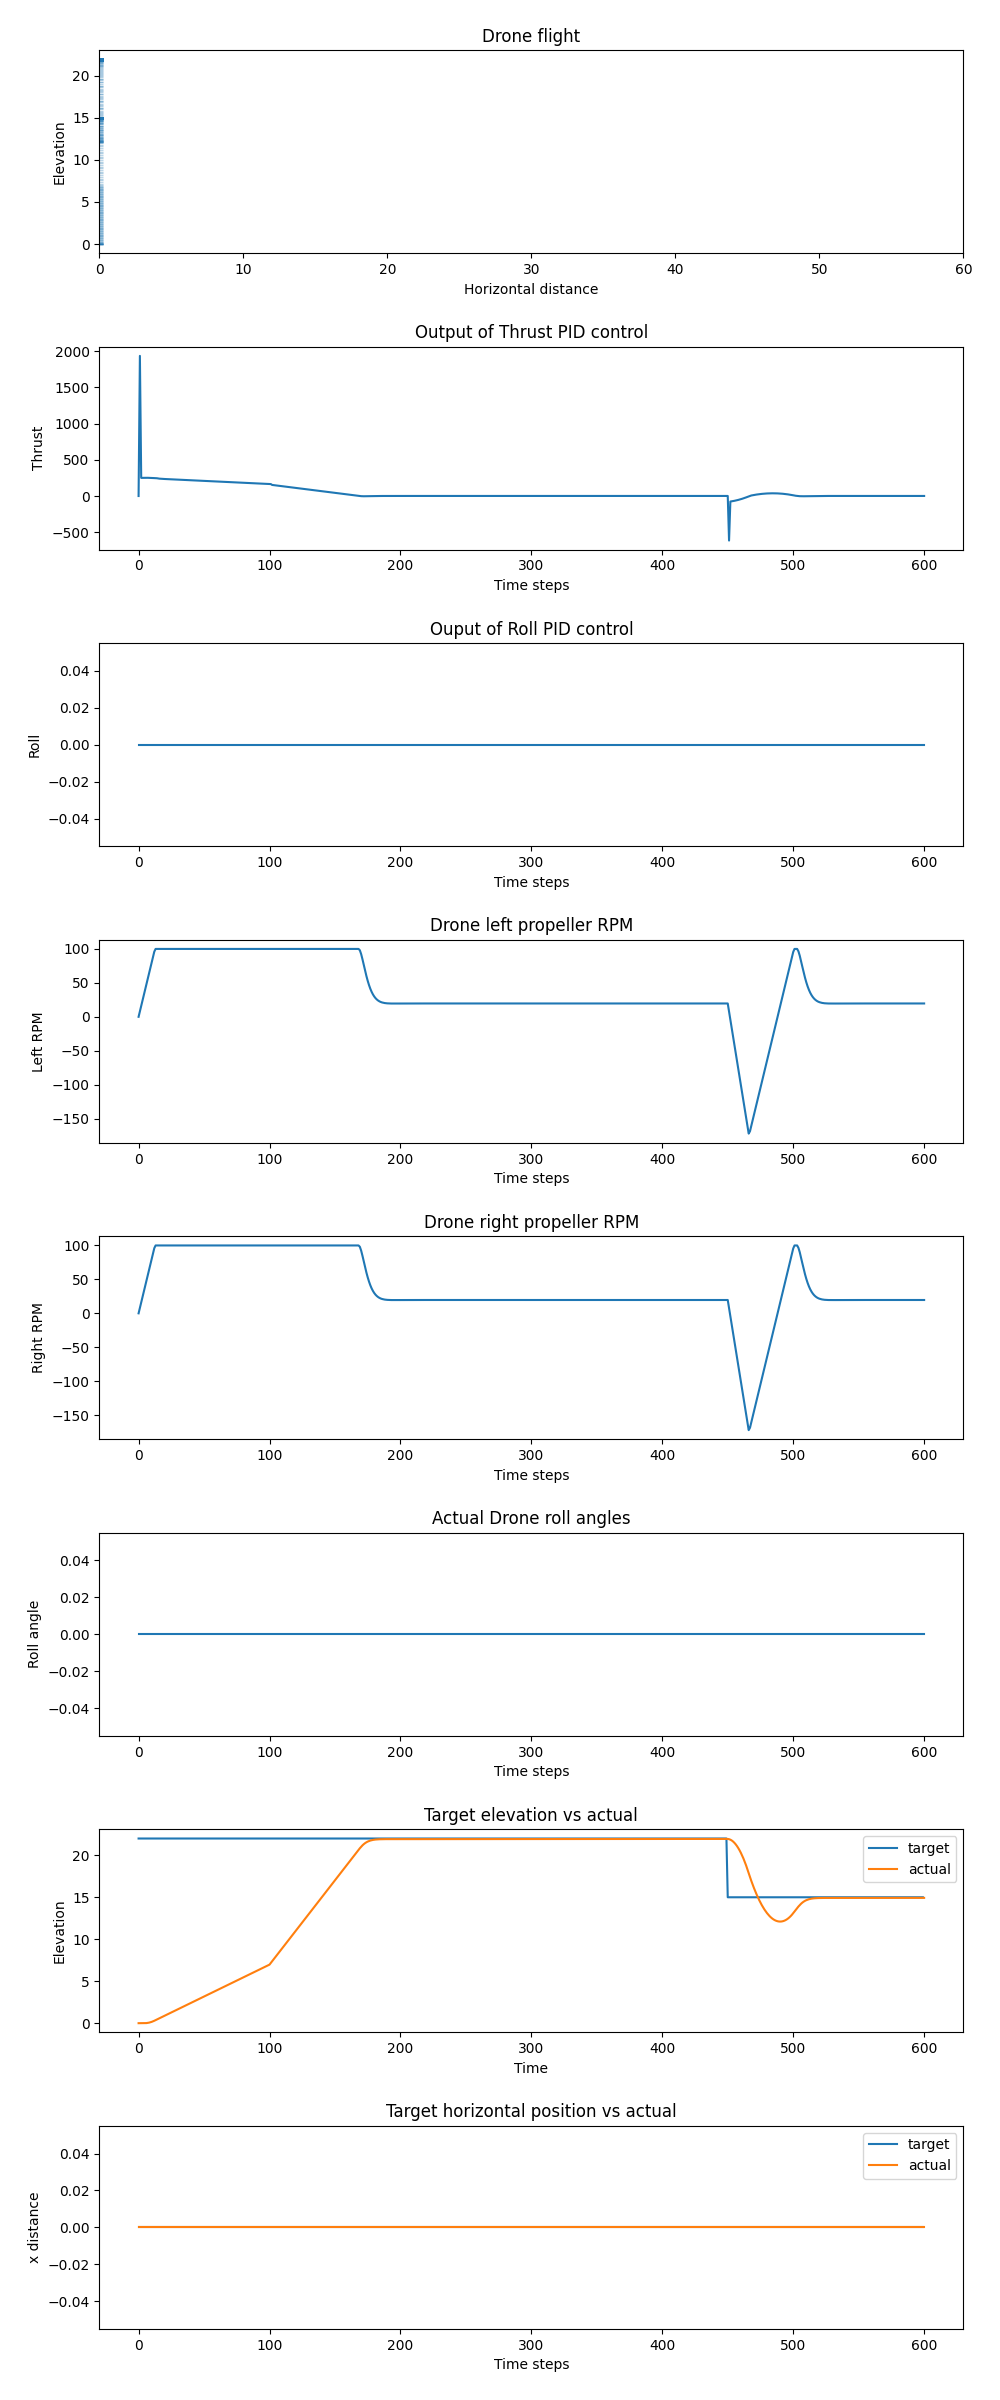 Drone flight
20
15
10
5
0
Elevation
0 10 20 30 40 50 60
Horizontal distance
Output of Thrust PID control
2000
1500
1000
500
0
−500
Thrust
0 100 200 300 400 500 600
Time steps
Ouput of Roll PID control
0.04
0.02
0.00
−0.02
−0.04
Roll
0 100 200 300 400 500 600
Time steps
Drone left propeller RPM
100
50
0
−50
−100
−150
Left RPM
0 100 200 300 400 500 600
Time steps
Drone right propeller RPM
100
50
0
−50
−100
−150
Right RPM
0 100 200 300 400 500 600
Time steps
Actual Drone roll angles
0.04
0.02
0.00
−0.02
−0.04
Roll angle
0 100 200 300 400 500 600
Time steps
Target elevation vs actual
20
15
10
5
0
Elevation
target
actual
0 100 200 300 400 500 600
Time
Target horizontal position vs actual
0.04
0.02
0.00
−0.02
−0.04
x distance
target
actual
0 100 200 300 400 500 600
Time steps